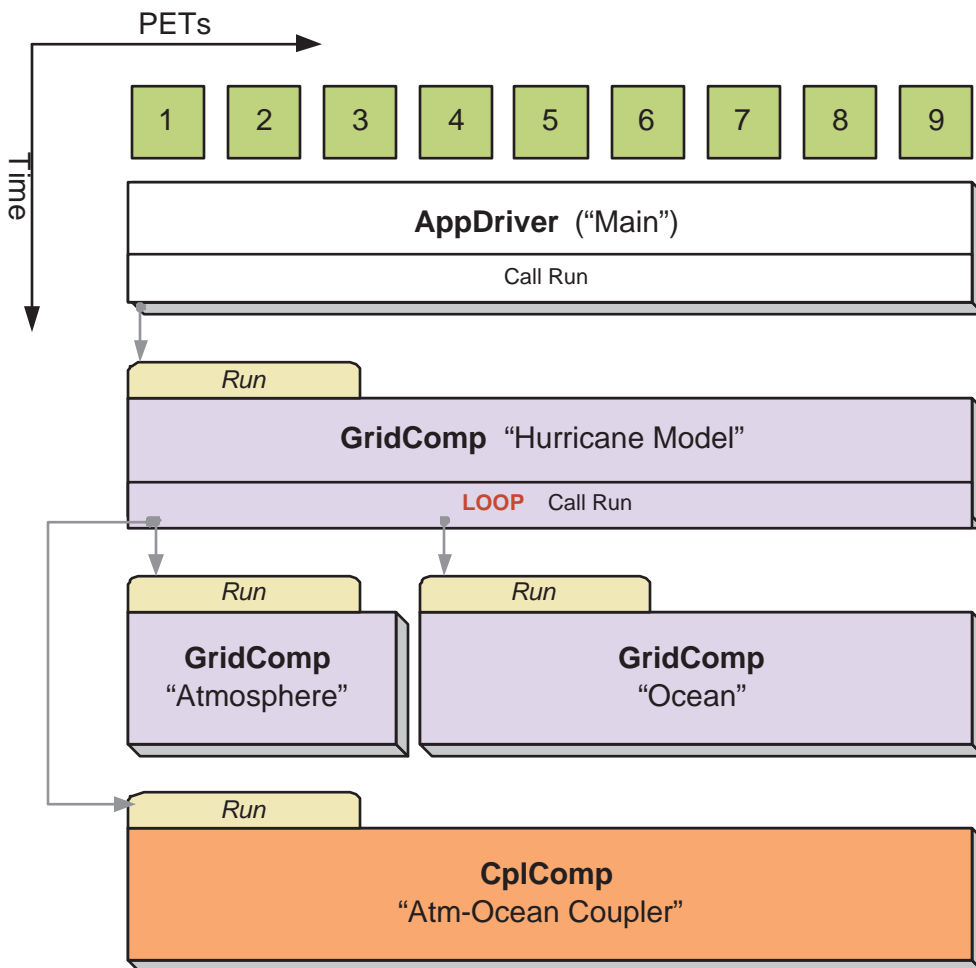 PETs
Time
1 2 3 4 5 6 7 8 9
AppDriver (“Main”)
Call Run
Run
GridComp “Hurricane Model”
LOOP Call Run
Run
Run
GridComp
“Atmosphere”
GridComp
“Ocean”
Run
CplComp
“Atm-Ocean Coupler”